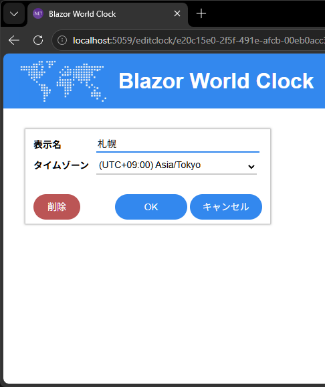 Blazor World Clock
localhost:5059/editclock/e20c15e0-2f5f-491e-afcb-00eb0acc
Blazor World Clock
表示名 札幌
タイムゾーン (UTC+09:00) Asia/Tokyo
削除 OK キャンセル